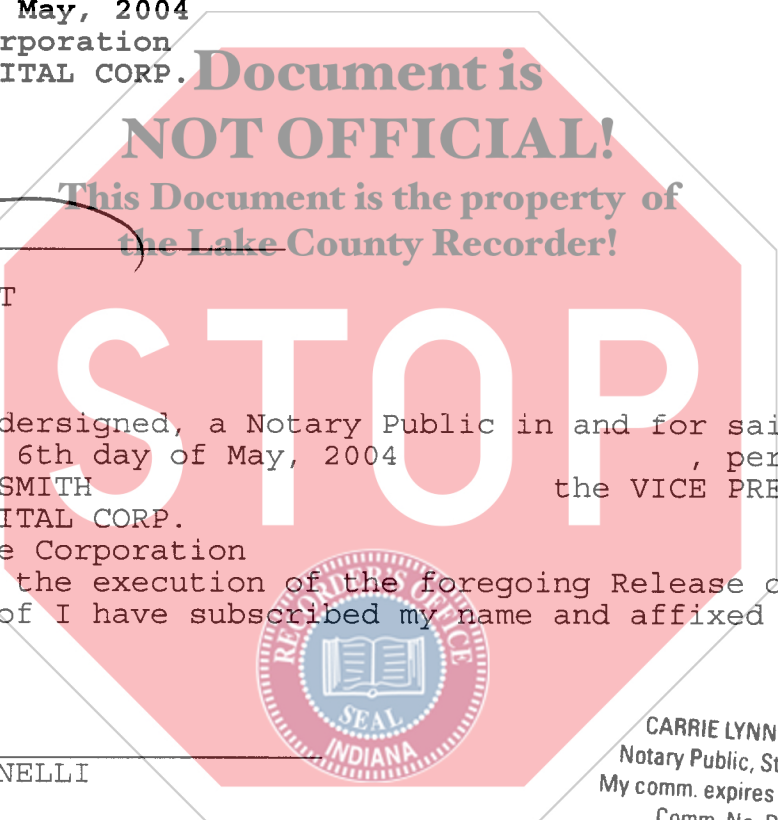 May, 2004
rporation
ITAL CORP.
Document is
NOT OFFICIAL!
This Document is the property of
the Lake County Recorder!
T
STOP
dersigned, a Notary Public in and for sai
6th day of May, 2004 , per
SMITH the VICE PRE
ITAL CORP.
e Corporation
the execution of the foregoing Release o
of I have subscribed my name and affixed
RECORDER'S OFFICE
SEAL
INDIANA
NELLI
CARRIE LYNN
Notary Public, St
My comm. expires
Comm. No.